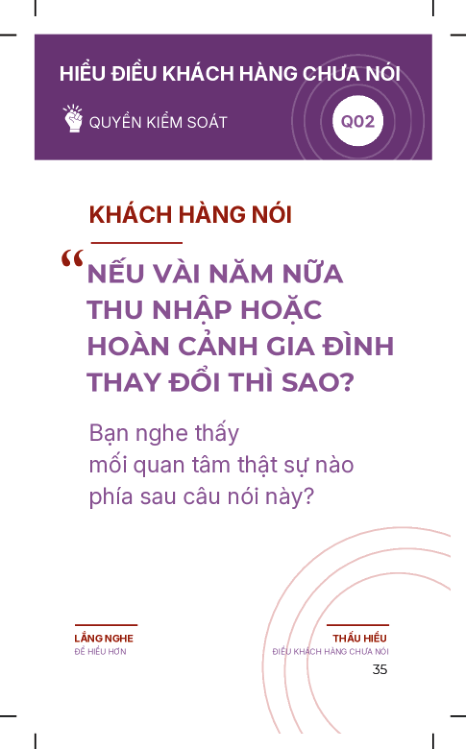 HIỂU ĐIỀU KHÁCH HÀNG CHƯA NÓI
QUYỀN KIỂM SOÁT
Q02
KHÁCH HÀNG NÓI
“NẾU VÀI NĂM NỮA
THU NHẬP HOẶC
HOÀN CẢNH GIA ĐÌNH
THAY ĐỔI THÌ SAO?
Bạn nghe thấy
mối quan tâm thật sự nào
phía sau câu nói này?
LẮNG NGHE
ĐỂ HIỂU HƠN
THẤU HIỂU
ĐIỀU KHÁCH HÀNG CHƯA NÓI
35